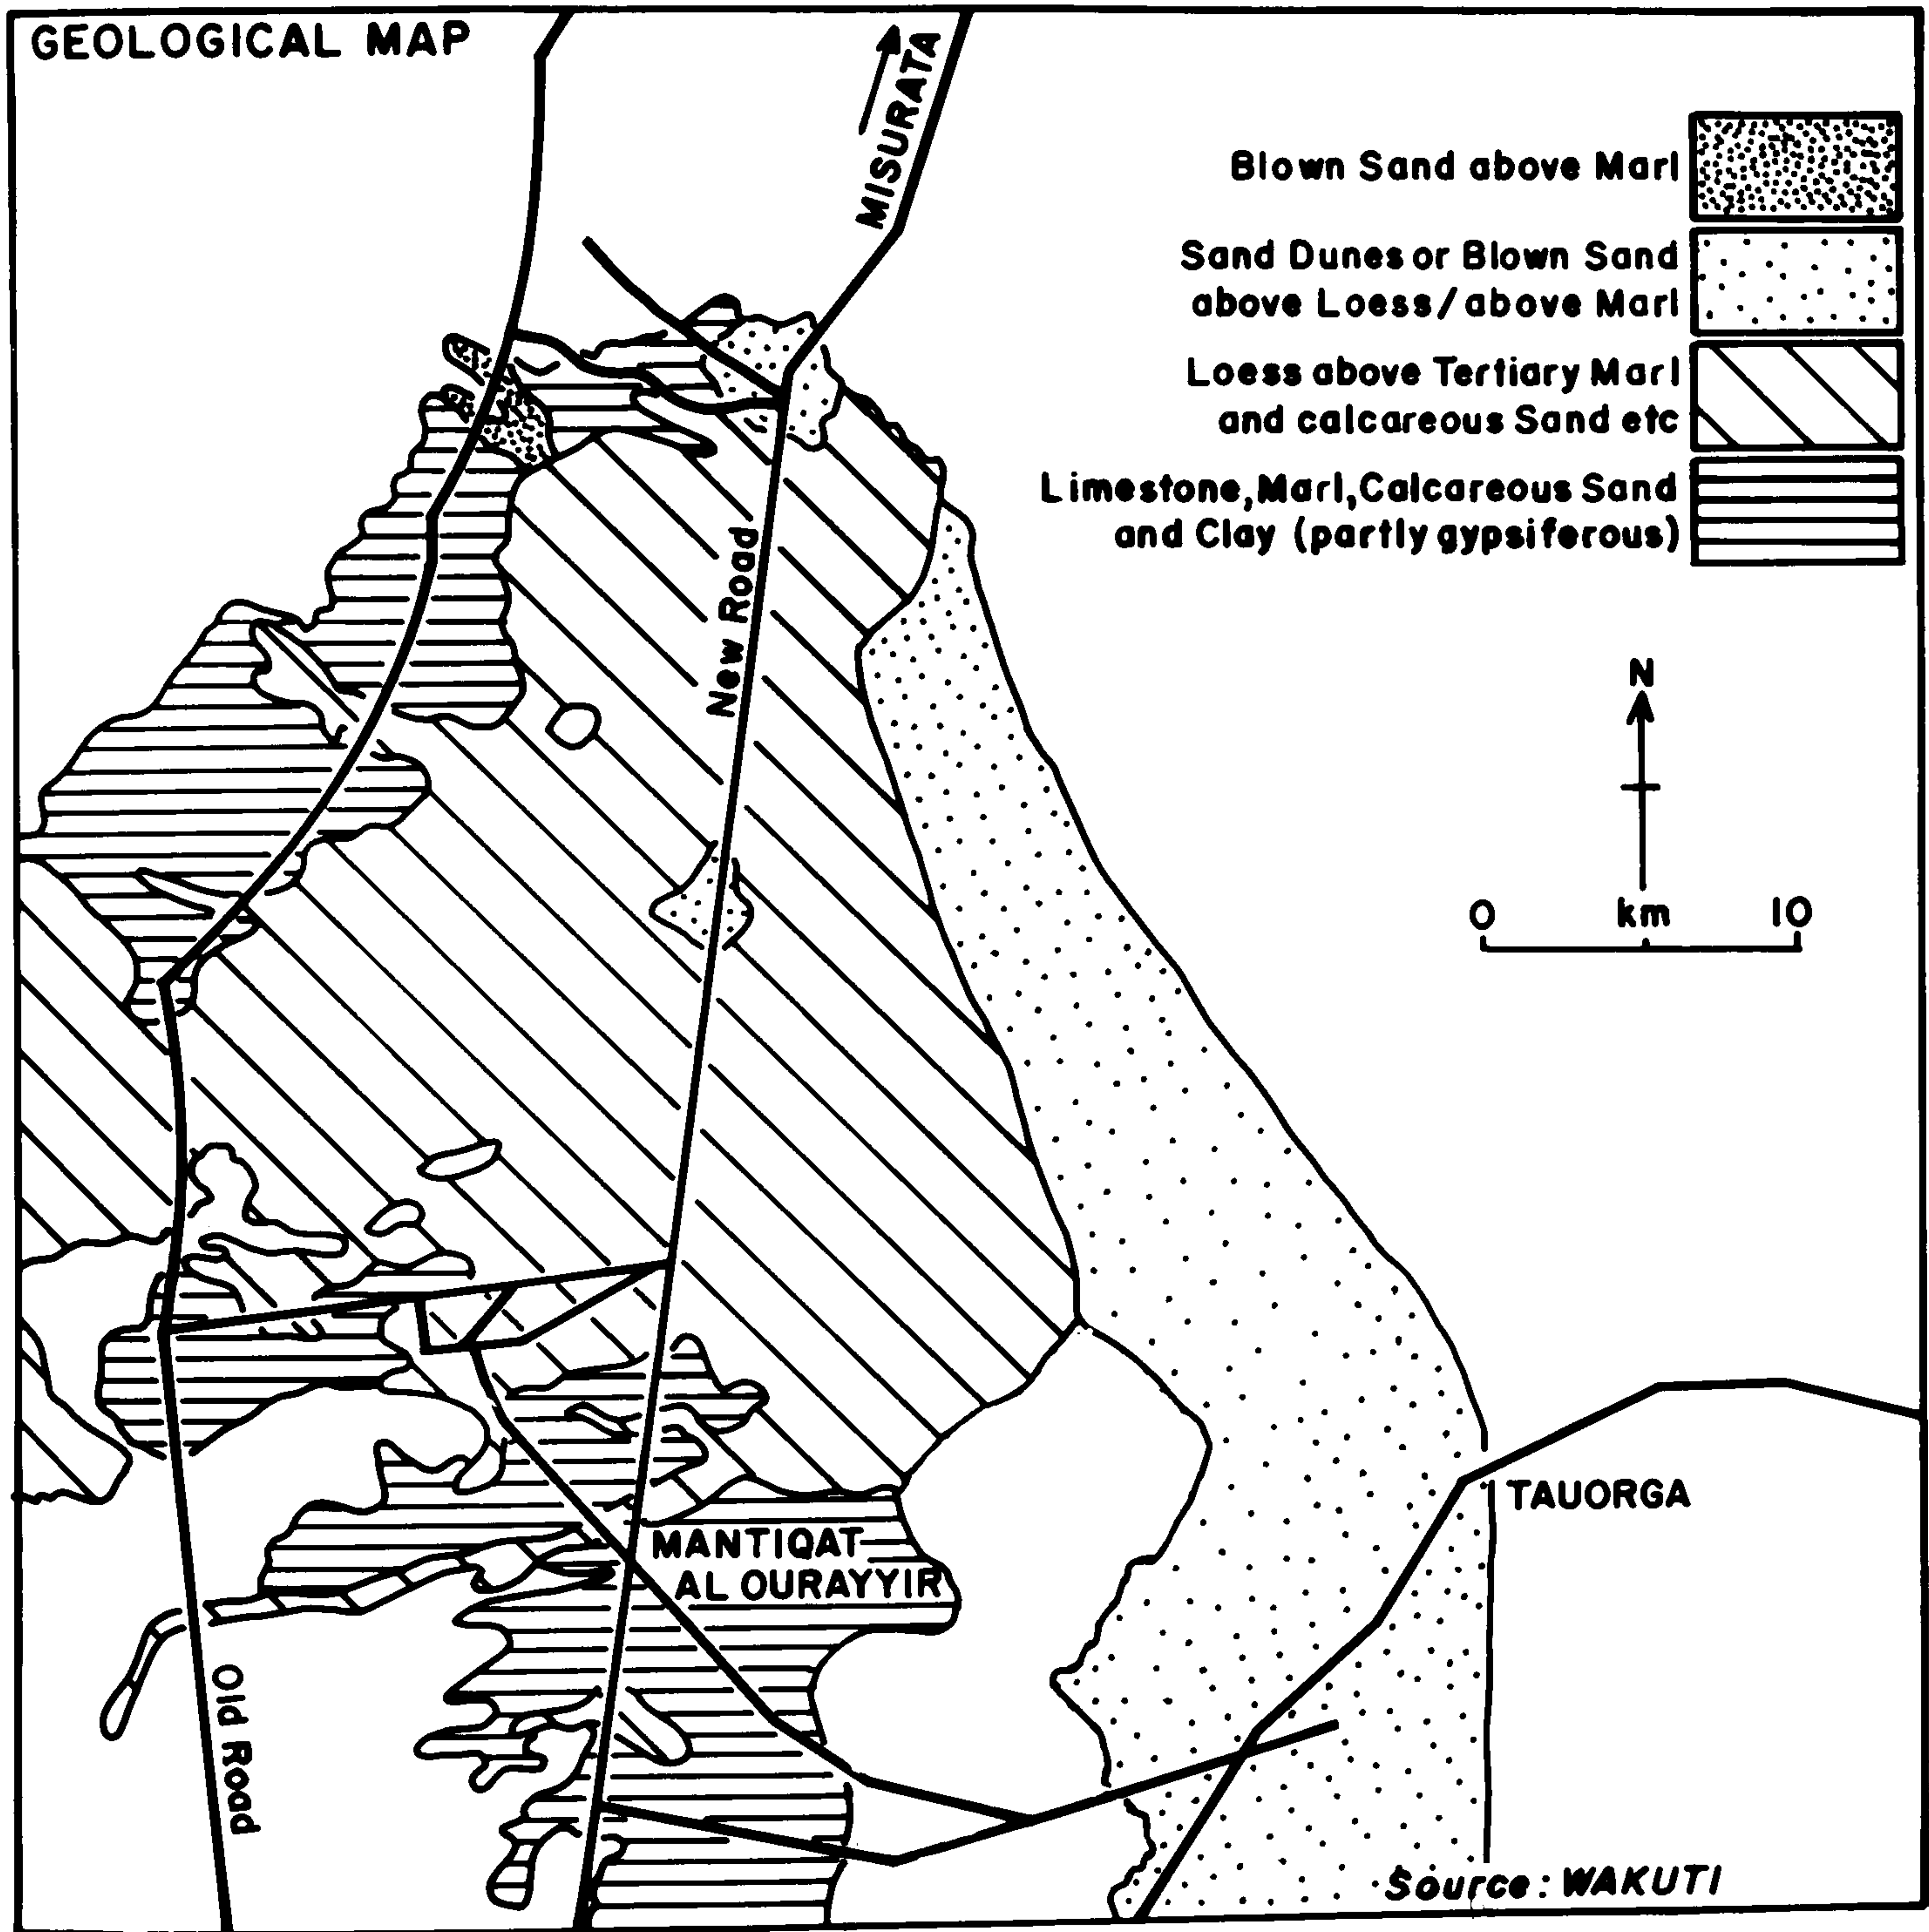 GEOLOGICAL MAP
MISURATA
Blown Sand above Marl
Sand Dunes or Blown Sand
above Loess/above Marl
Loess above Tertiary Marl
and calcareous Sand etc
Limestone, Marl, Calcareous Sand
and Clay (partly gypsiferous)
New Road
N
0 km 10
TAUORGA
MANTIQAT
AL OURAYYIR
Old Road
Source: WAKUTI